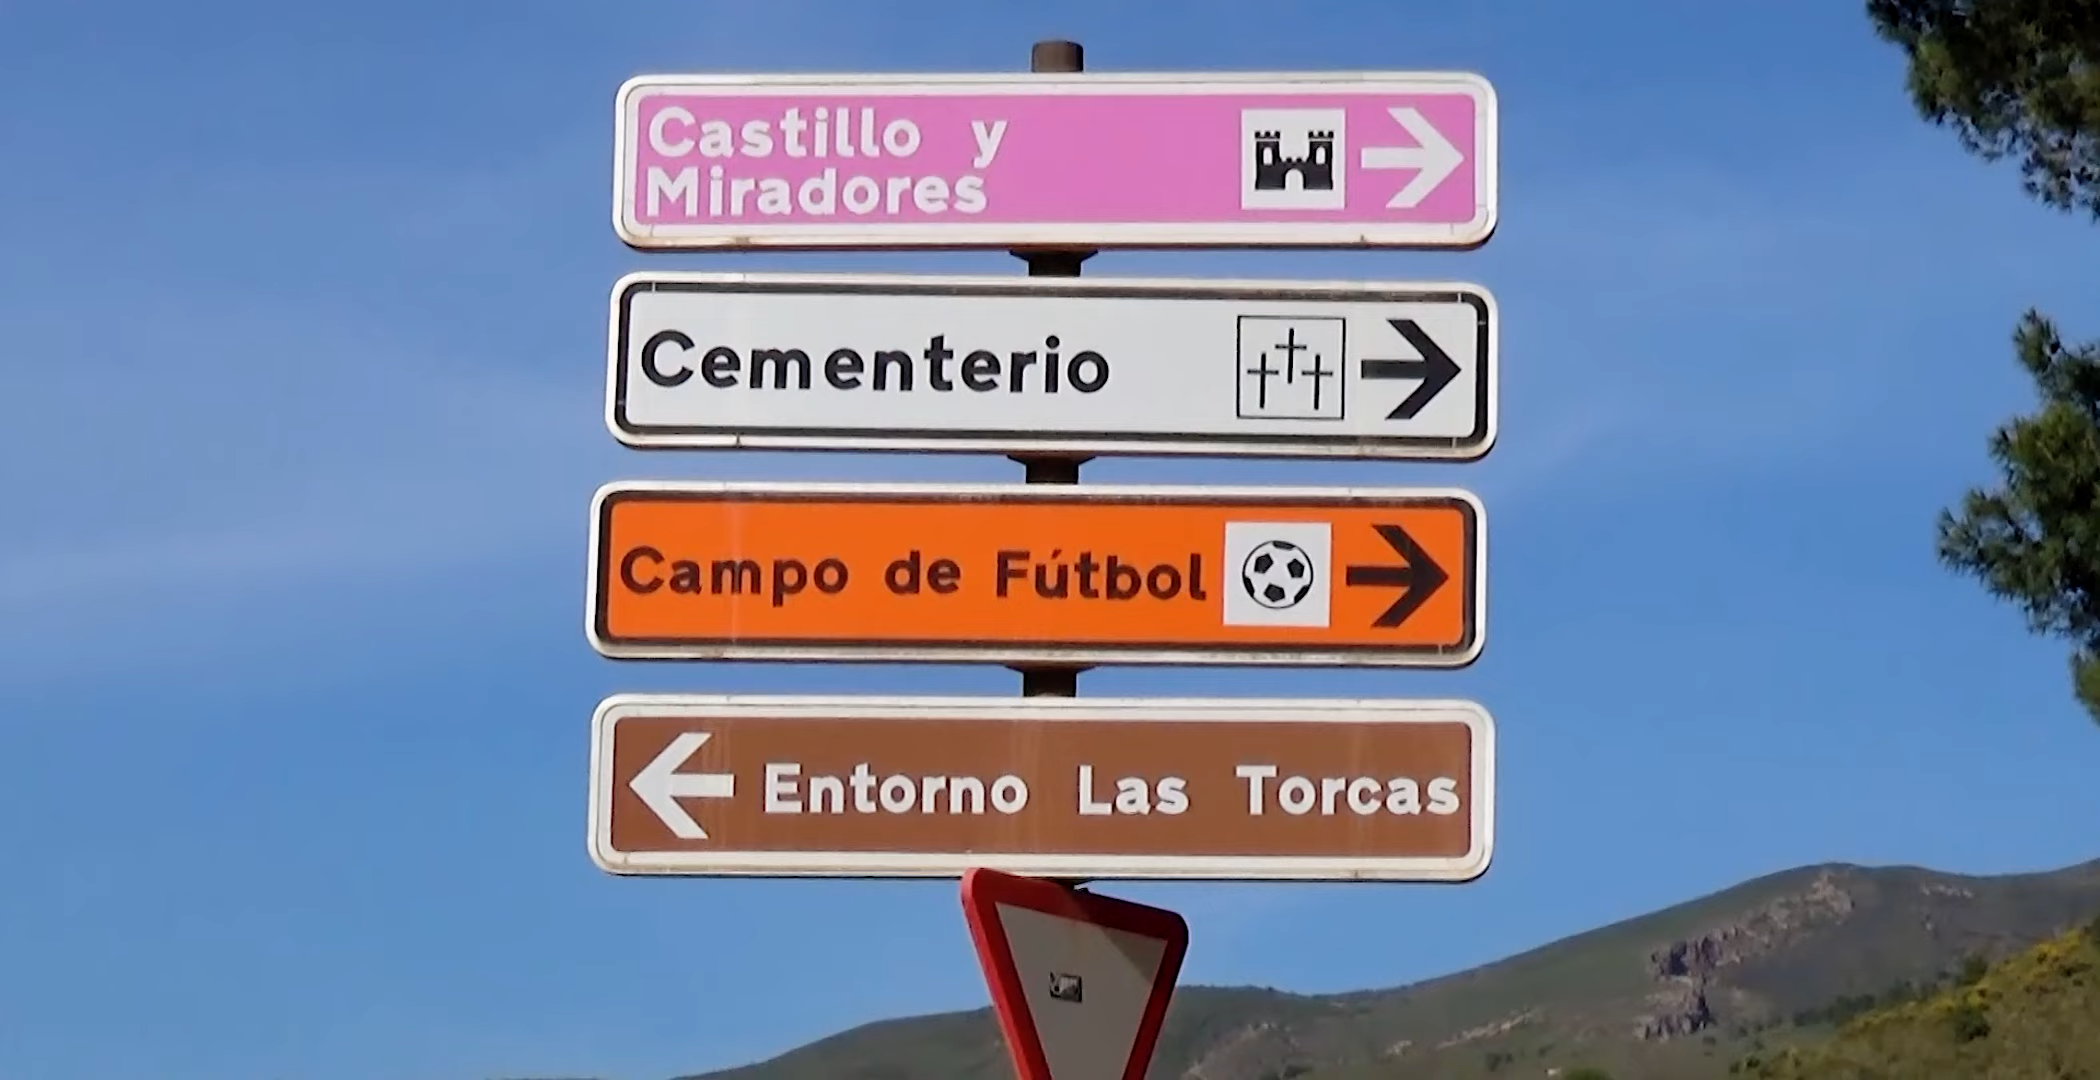 Castillo y
Miradores
Cementerio
Campo de Fútbol
Entorno Las Torcas